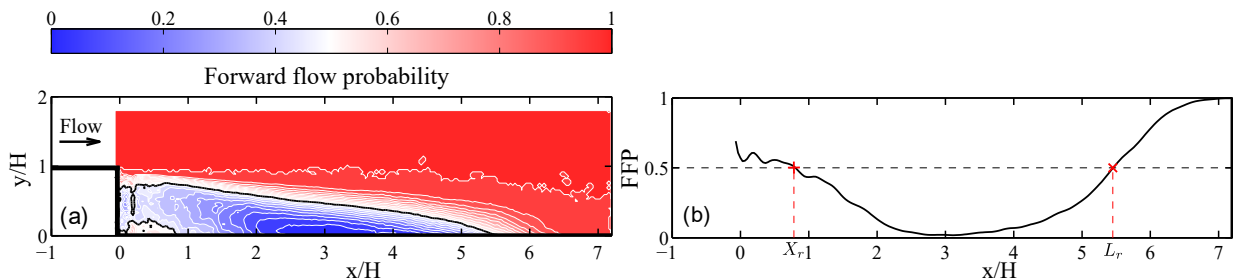 0 0.2 0.4 0.6 0.8 1
Forward flow probability
2
1
0
y/H
Flow
(a)
−1 0 1 2 3 4 5 6 7
x/H
1
0.5
0
FFP
(b)
−1 0 X_r 1 2 3 4 5 L_r 6 7
x/H